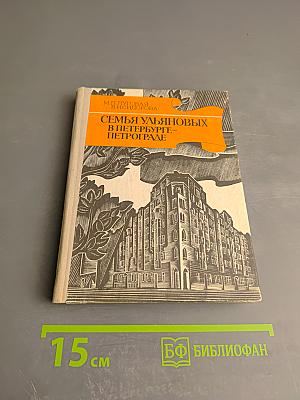 СЕМЬЯ УЛЬЯНОВЫХ
В ПЕТЕРБУРГЕ–
ПЕТРОГРАДЕ
15 см
БФ БИБЛИОФАН